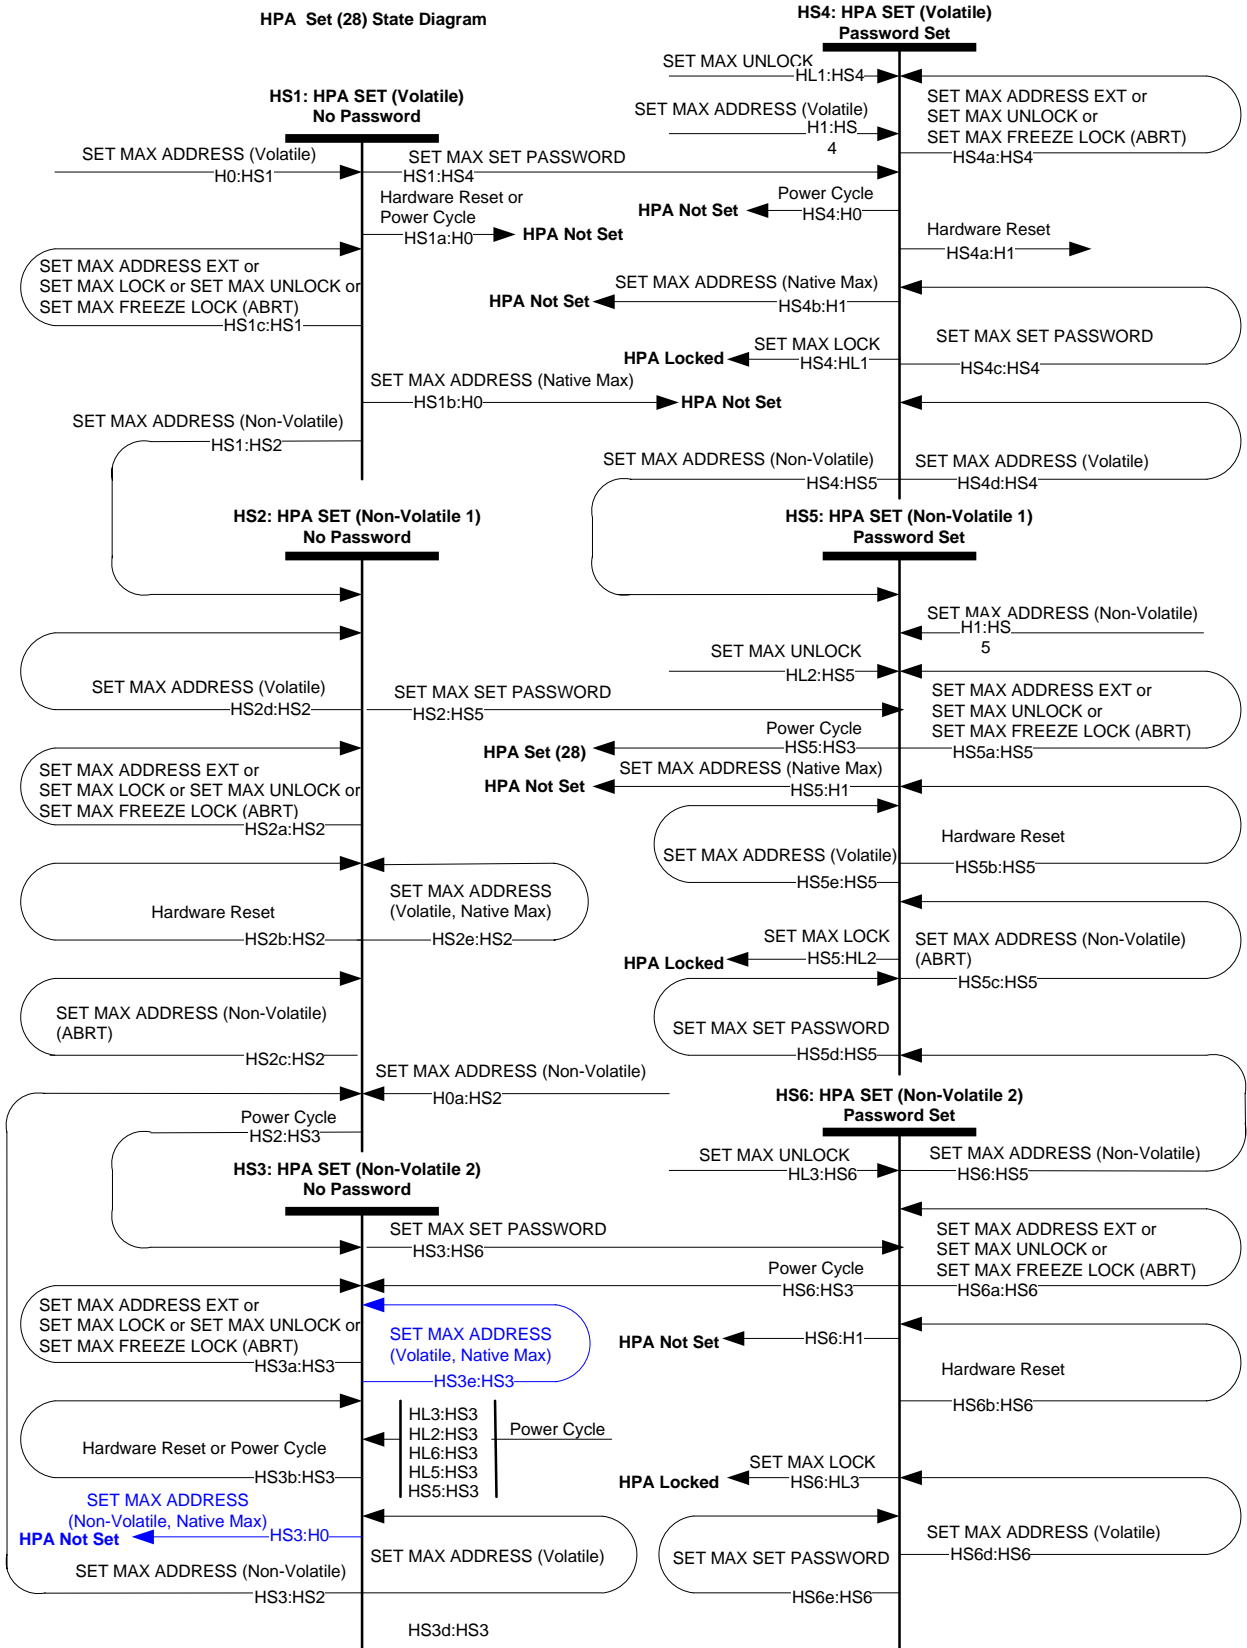 HPA Set (28) State Diagram
HS4: HPA SET (Volatile)
Password Set
SET MAX UNLOCK
HL1:HS4
SET MAX ADDRESS EXT or
SET MAX UNLOCK or
SET MAX FREEZE LOCK (ABRT)
HS4a:HS4
HS1: HPA SET (Volatile)
No Password
SET MAX ADDRESS (Volatile)
H1:HS
4
SET MAX ADDRESS (Volatile)
H0:HS1
SET MAX SET PASSWORD
HS1:HS4
Hardware Reset or
Power Cycle
HS1a:H0
HPA Not Set
HPA Not Set
Power Cycle
HS4:H0
Hardware Reset
HS4a:H1
SET MAX ADDRESS EXT or
SET MAX LOCK or SET MAX UNLOCK or
SET MAX FREEZE LOCK (ABRT)
HS1c:HS1
HPA Not Set
SET MAX ADDRESS (Native Max)
HS4b:H1
SET MAX SET PASSWORD
HS4c:HS4
HPA Locked
SET MAX LOCK
HS4:HL1
SET MAX ADDRESS (Native Max)
HS1b:H0
HPA Not Set
SET MAX ADDRESS (Non-Volatile)
HS1:HS2
SET MAX ADDRESS (Non-Volatile)
HS4:HS5
SET MAX ADDRESS (Volatile)
HS4d:HS4
HS2: HPA SET (Non-Volatile 1)
No Password
HS5: HPA SET (Non-Volatile 1)
Password Set
SET MAX ADDRESS (Non-Volatile)
H1:HS
5
SET MAX UNLOCK
HL2:HS5
SET MAX ADDRESS (Volatile)
HS2d:HS2
SET MAX SET PASSWORD
HS2:HS5
SET MAX ADDRESS EXT or
SET MAX UNLOCK or
SET MAX FREEZE LOCK (ABRT)
HS5a:HS5
HPA Set (28)
Power Cycle
HS5:HS3
SET MAX ADDRESS EXT or
SET MAX LOCK or SET MAX UNLOCK or
SET MAX FREEZE LOCK (ABRT)
HS2a:HS2
HPA Not Set
SET MAX ADDRESS (Native Max)
HS5:H1
Hardware Reset
HS5b:HS5
SET MAX ADDRESS (Volatile)
HS5e:HS5
Hardware Reset
HS2b:HS2
SET MAX ADDRESS
(Volatile, Native Max)
HS2e:HS2
HPA Locked
SET MAX LOCK
HS5:HL2
SET MAX ADDRESS (Non-Volatile)
(ABRT)
HS5c:HS5
SET MAX ADDRESS (Non-Volatile)
(ABRT)
HS2c:HS2
SET MAX SET PASSWORD
HS5d:HS5
SET MAX ADDRESS (Non-Volatile)
H0a:HS2
Power Cycle
HS2:HS3
HS6: HPA SET (Non-Volatile 2)
Password Set
SET MAX UNLOCK
HL3:HS6
SET MAX ADDRESS (Non-Volatile)
HS6:HS5
HS3: HPA SET (Non-Volatile 2)
No Password
SET MAX SET PASSWORD
HS3:HS6
SET MAX ADDRESS EXT or
SET MAX UNLOCK or
SET MAX FREEZE LOCK (ABRT)
HS6a:HS6
Power Cycle
HS6:HS3
SET MAX ADDRESS EXT or
SET MAX LOCK or SET MAX UNLOCK or
SET MAX FREEZE LOCK (ABRT)
HS3a:HS3
SET MAX ADDRESS
(Volatile, Native Max)
HS3e:HS3
HPA Not Set
HS6:H1
Hardware Reset
HS6b:HS6
HL3:HS3
HL2:HS3
HL6:HS3
HL5:HS3
HS5:HS3
Power Cycle
Hardware Reset or Power Cycle
HS3b:HS3
HPA Locked
SET MAX LOCK
HS6:HL3
SET MAX ADDRESS
(Non-Volatile, Native Max)
HPA Not Set
HS3:H0
SET MAX ADDRESS (Volatile)
SET MAX ADDRESS (Volatile)
HS6d:HS6
SET MAX ADDRESS (Non-Volatile)
HS3:HS2
SET MAX SET PASSWORD
HS6e:HS6
HS3d:HS3